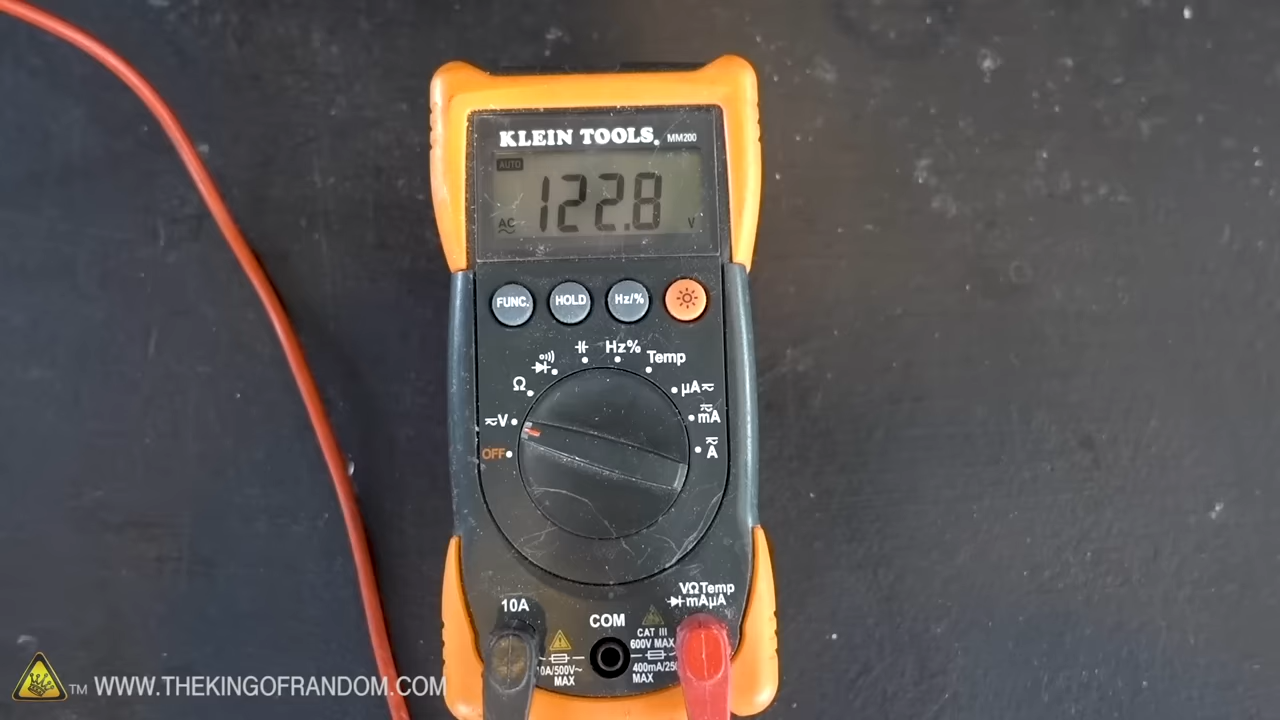 KLEIN TOOLS. MM200
AUTO
AC 122.8 V
FUNC. HOLD Hz/%
Hz% Temp
Ω µA
V mA
OFF A
VΩTemp
10A mAµA
COM
CAT III
600V MAX
10A/500V~ 400mA/250
MAX MAX
TM WWW.THEKINGOFRANDOM.COM